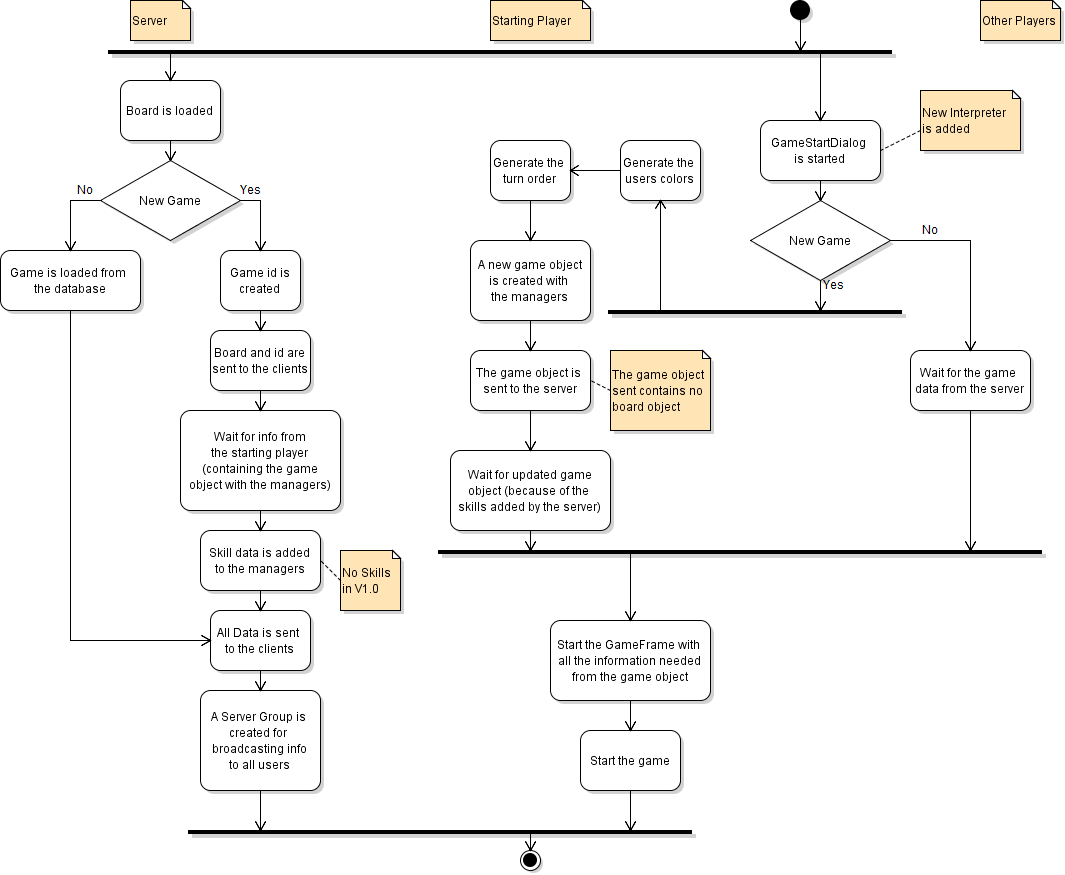 Server
Starting Player
Other Players
Board is loaded
New Interpreter
is added
GameStartDialog
is started
Generate the
turn order
Generate the
users colors
No
Yes
New Game
New Game
No
Yes
Game is loaded from
the database
Game id is
created
A new game object
is created with
the managers
Board and id are
sent to the clients
The game object is
sent to the server
The game object
sent contains no
board object
Wait for the game
data from the server
Wait for info from
the starting player
(containing the game
object with the managers)
Wait for updated game
object (because of the
skills added by the server)
Skill data is added
to the managers
No Skills
in V1.0
All Data is sent
to the clients
Start the GameFrame with
all the information needed
from the game object
A Server Group is
created for
broadcasting info
to all users
Start the game